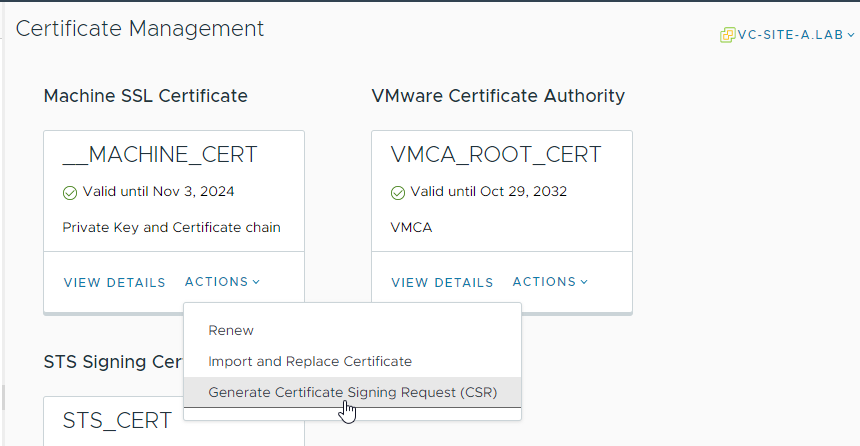 Certificate Management
VC-SITE-A.LAB
Machine SSL Certificate
VMware Certificate Authority
__MACHINE_CERT
VMCA_ROOT_CERT
Valid until Nov 3, 2024
Valid until Oct 29, 2032
Private Key and Certificate chain
VMCA
VIEW DETAILS
ACTIONS
VIEW DETAILS
ACTIONS
Renew
Import and Replace Certificate
Generate Certificate Signing Request (CSR)
STS Signing Cer
STS_CERT